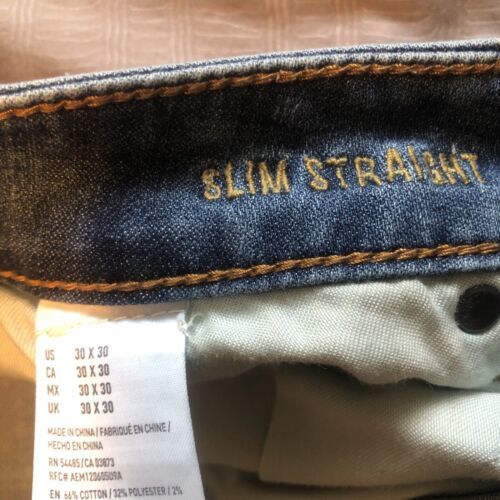 SLIM STRAIGHT
US 30 X 30
CA 30 X 30
MX 30 X 30
UK 30 X 30
MADE IN CHINA / FABRIQUÉ EN CHINE /
HECHO EN CHINA
RN 54485/CA 03873
RFC# AEM120605U9A
EN 66% COTTON / 32% POLYESTER / 2%